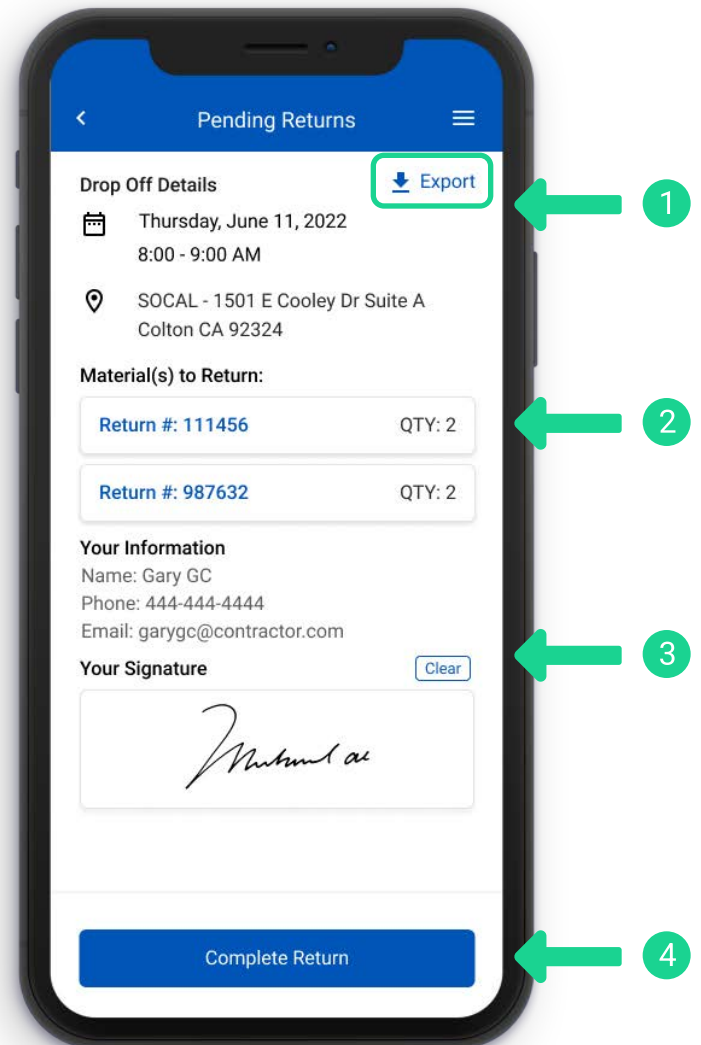 Pending Returns
Drop Off Details
Export
1
Thursday, June 11, 2022
8:00 - 9:00 AM
SOCAL - 1501 E Cooley Dr Suite A
Colton CA 92324
Material(s) to Return:
Return #: 111456 QTY: 2
2
Return #: 987632 QTY: 2
Your Information
Name: Gary GC
Phone: 444-444-4444
Email: garygc@contractor.com
3
Your Signature
Clear
Complete Return
4